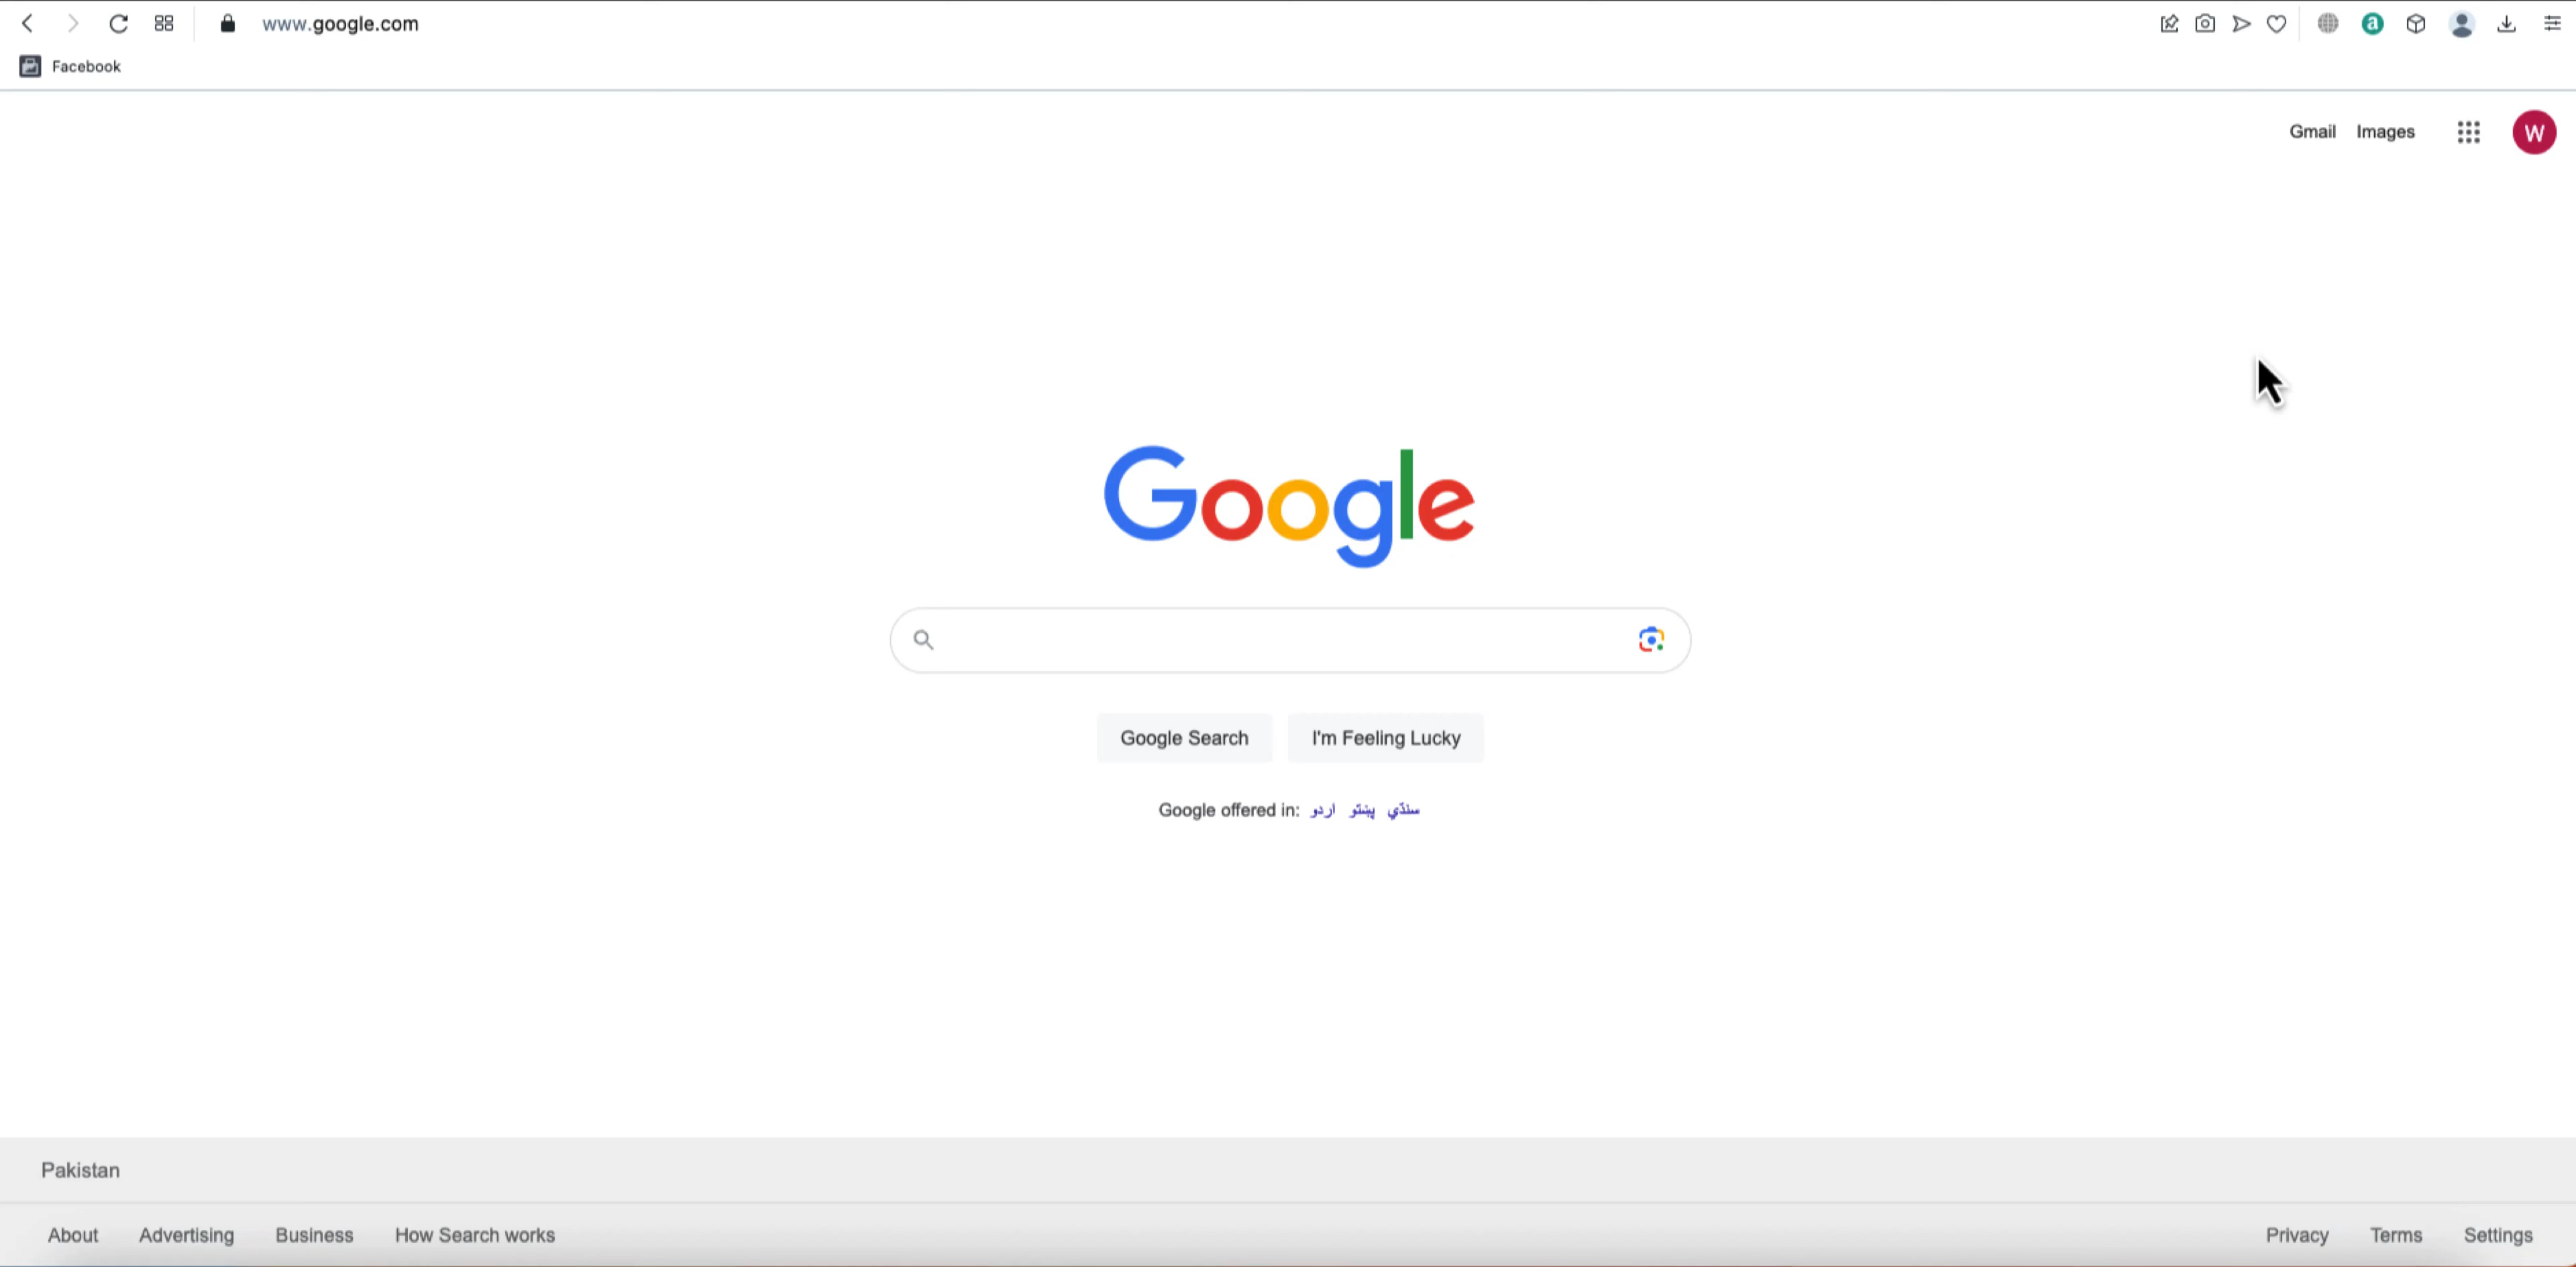 www.google.com
Facebook
Gmail Images W
Google
Google Search I'm Feeling Lucky
Google offered in: اردو پښتو سنڌي
Pakistan
About Advertising Business How Search works Privacy Terms Settings